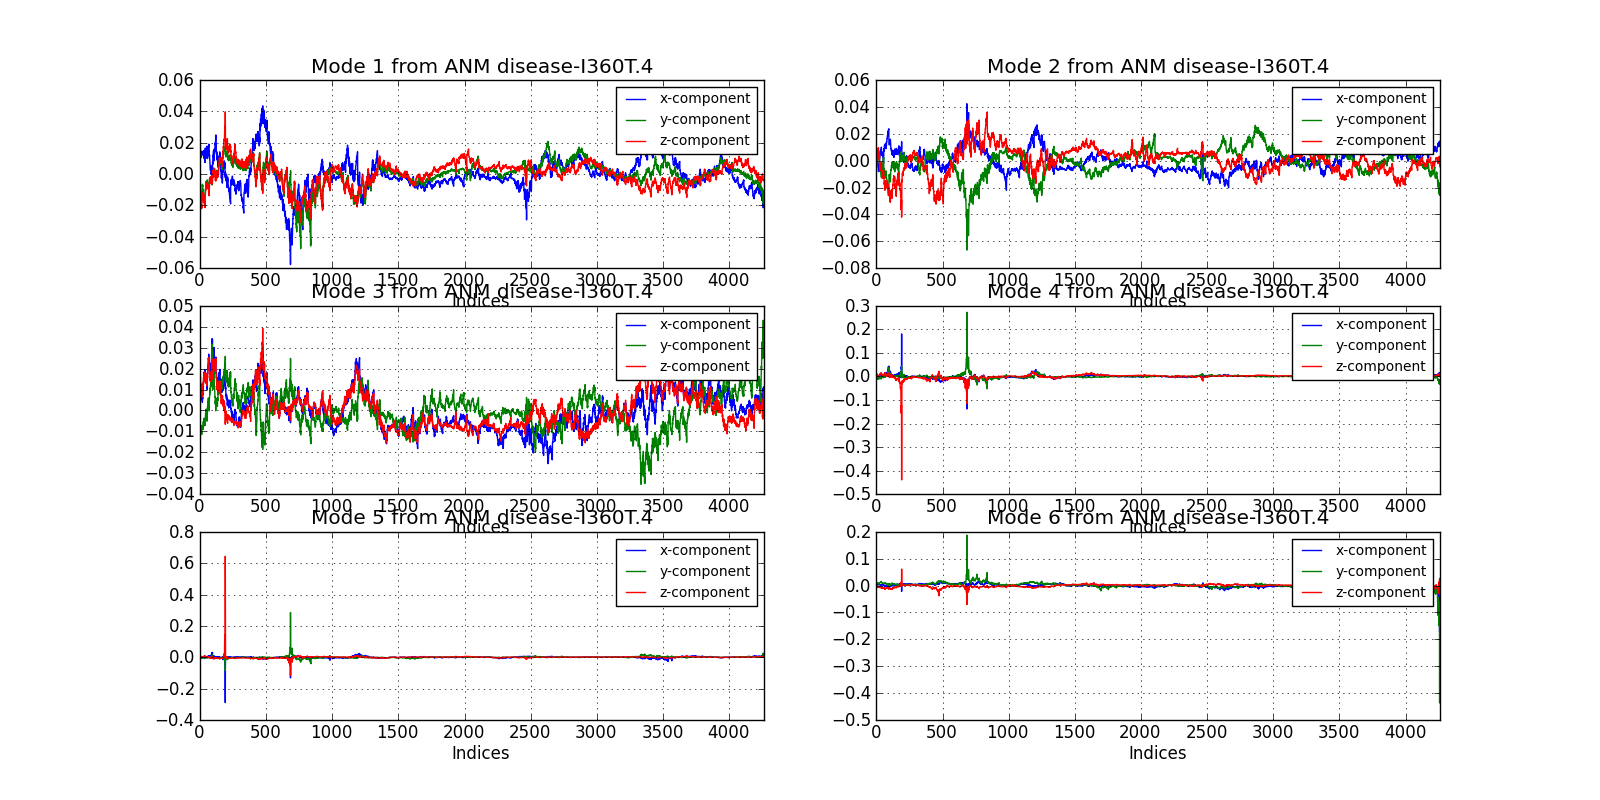 Mode 1 from ANM disease-I360T.4
0.06
0.04
0.02
0.00
−0.02
−0.04
−0.06
x-component
y-component
z-component
0 500 1000 1500 2000 2500 3000 3500 4000
Indices
Mode 2 from ANM disease-I360T.4
0.06
0.04
0.02
0.00
−0.02
−0.04
−0.06
−0.08
x-component
y-component
z-component
0 500 1000 1500 2000 2500 3000 3500 4000
Indices
Mode 3 from ANM disease-I360T.4
0.05
0.04
0.03
0.02
0.01
0.00
−0.01
−0.02
−0.03
−0.04
x-component
y-component
z-component
0 500 1000 1500 2000 2500 3000 3500 4000
Indices
Mode 4 from ANM disease-I360T.4
0.3
0.2
0.1
0.0
−0.1
−0.2
−0.3
−0.4
−0.5
x-component
y-component
z-component
0 500 1000 1500 2000 2500 3000 3500 4000
Indices
Mode 5 from ANM disease-I360T.4
0.8
0.6
0.4
0.2
0.0
−0.2
−0.4
x-component
y-component
z-component
0 500 1000 1500 2000 2500 3000 3500 4000
Indices
Mode 6 from ANM disease-I360T.4
0.2
0.1
0.0
−0.1
−0.2
−0.3
−0.4
−0.5
x-component
y-component
z-component
0 500 1000 1500 2000 2500 3000 3500 4000
Indices